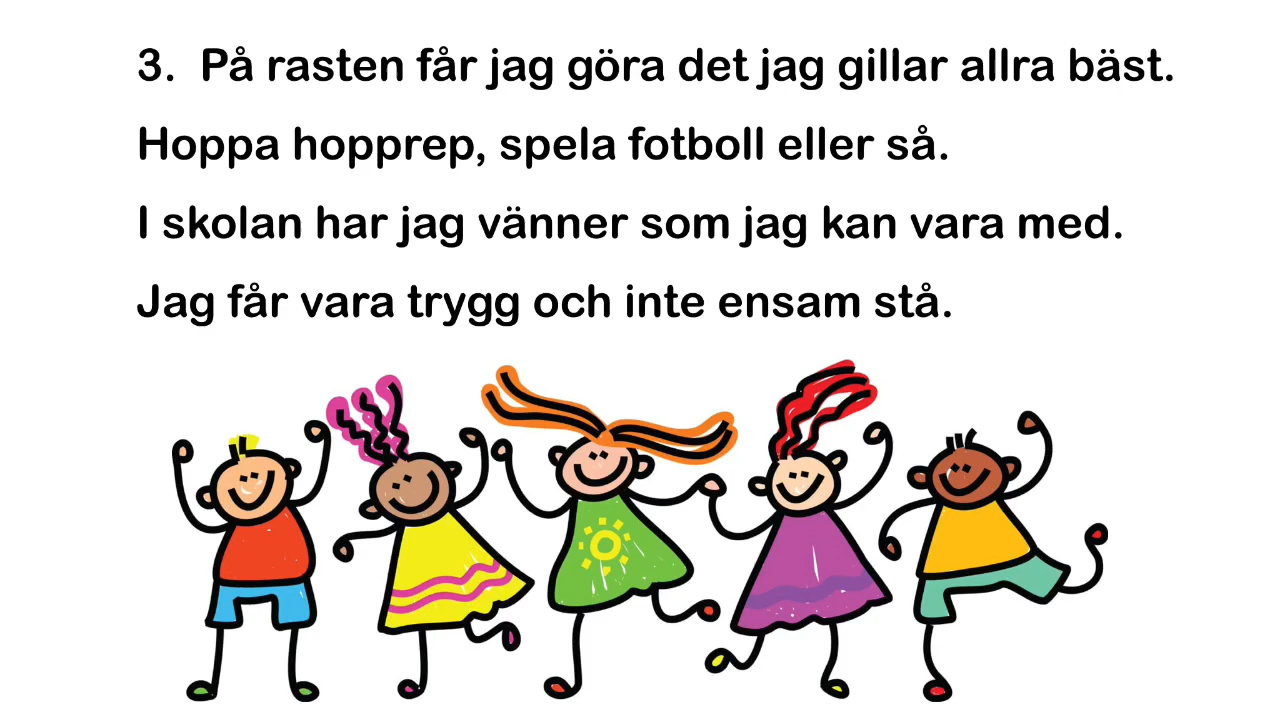 3. På rasten får jag göra det jag gillar allra bäst.
Hoppa hopprep, spela fotboll eller så.
I skolan har jag vänner som jag kan vara med.
Jag får vara trygg och inte ensam stå.